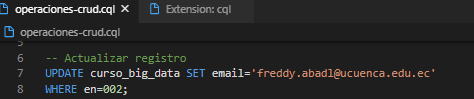 operaciones-crud.cql
Extension: cql
operaciones-crud.cql
6 -- Actualizar registro
7 UPDATE curso_big_data SET email='freddy.abadl@ucuenca.edu.ec'
8 WHERE en=002;